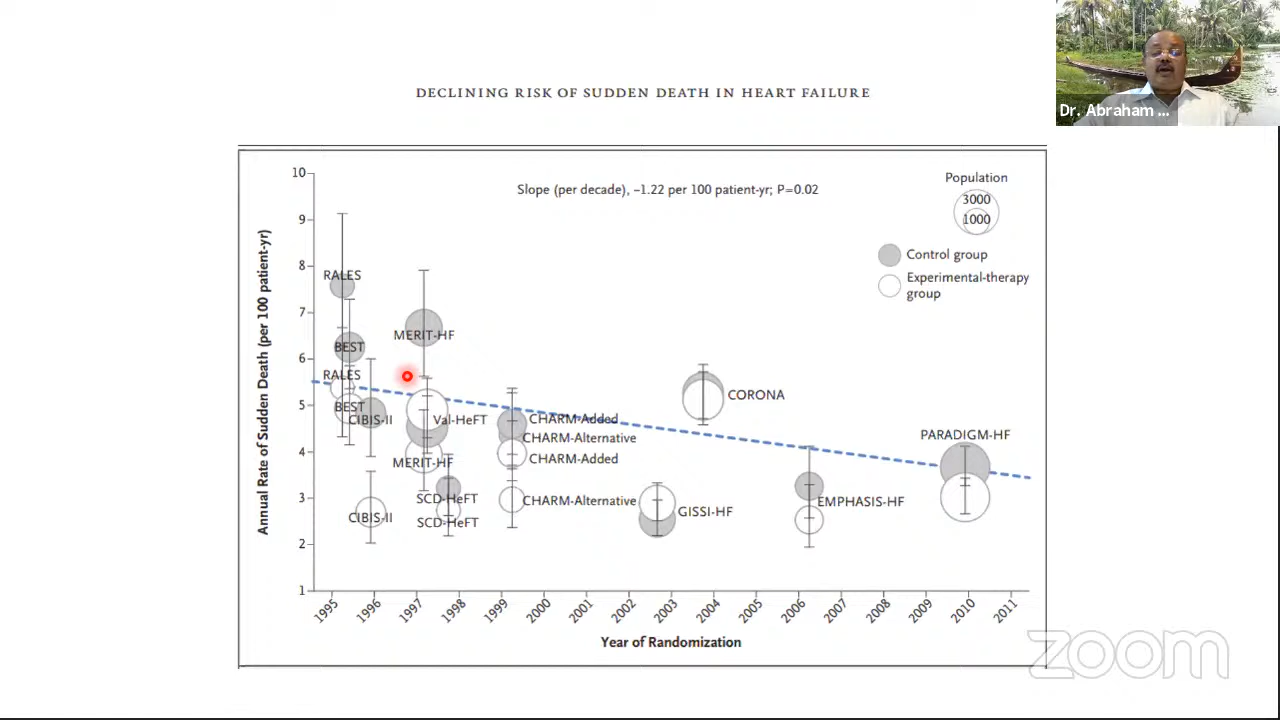 Dr. Abraham ...
DECLINING RISK OF SUDDEN DEATH IN HEART FAILURE
Slope (per decade), −1.22 per 100 patient-yr; P=0.02
Population
3000
1000
Control group
Experimental-therapy
group
Annual Rate of Sudden Death (per 100 patient-yr)
10
9
8
7
6
5
4
3
2
1
RALES
BEST
RALES
BEST
CIBIS-II
CIBIS-II
MERIT-HF
Val-HeFT
MERIT-HF
SCD-HeFT
SCD-HeFT
CHARM-Added
CHARM-Alternative
CHARM-Added
CHARM-Alternative
GISSI-HF
CORONA
EMPHASIS-HF
PARADIGM-HF
1995
1996
1997
1998
1999
2000
2001
2002
2003
2004
2005
2006
2007
2008
2009
2010
2011
Year of Randomization
zoom